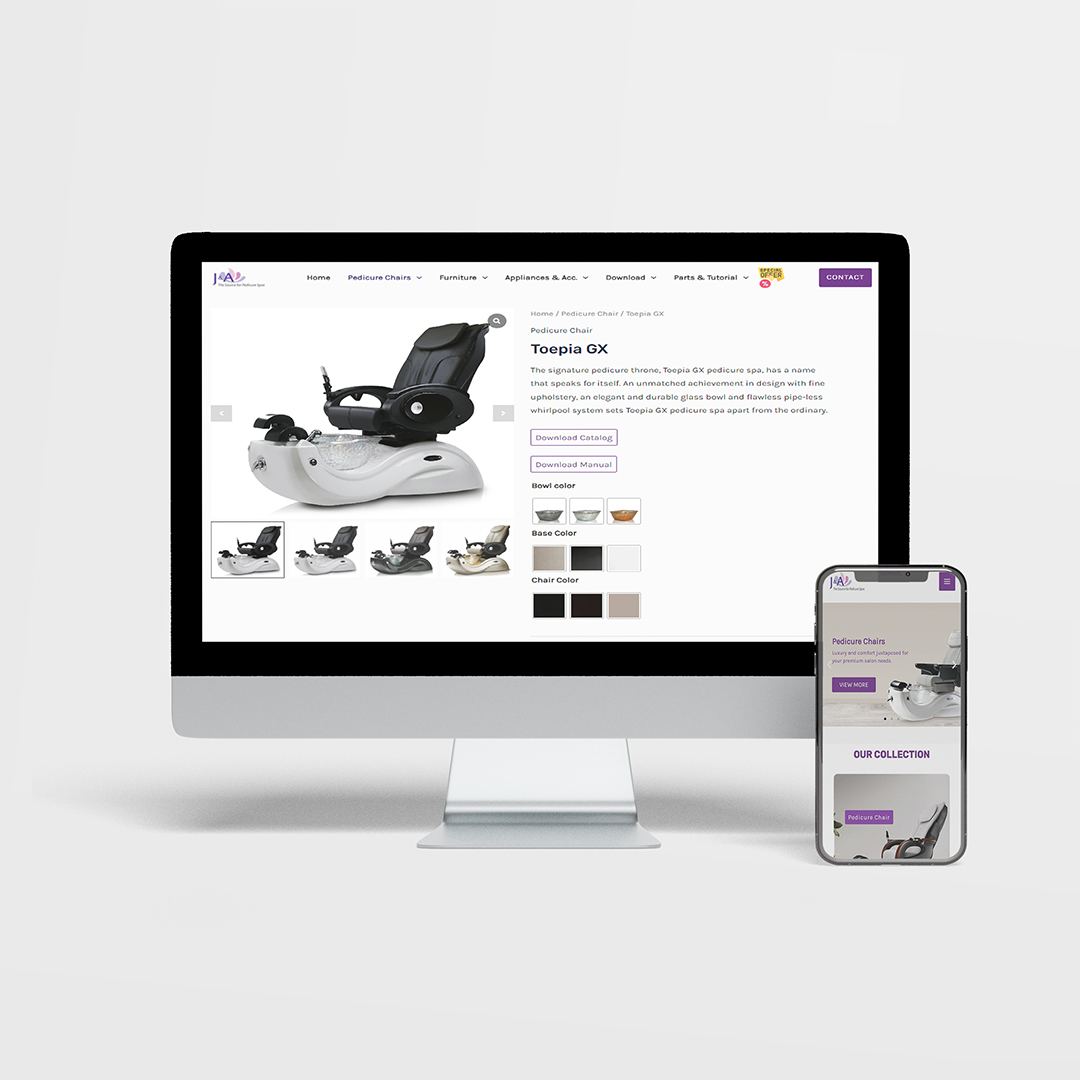 J&A
The Source for Pedicure Spas
Home
Pedicure Chairs
Furniture
Appliances & Acc.
Download
Parts & Tutorial
SPECIAL
OFFER
%
CONTACT
Home / Pedicure Chair / Toepia GX
Pedicure Chair
Toepia GX
The signature pedicure throne, Toepia GX pedicure spa, has a name
that speaks for itself. An unmatched achievement in design with fine
upholstery, an elegant and durable glass bowl and flawless pipe-less
whirlpool system sets Toepia GX pedicure spa apart from the ordinary.
Download Catalog
Download Manual
Bowl color
Base Color
Chair Color
J&A
The Source for Pedicure Spas
Pedicure Chairs
Luxury and comfort juxtaposed for
your premium salon needs.
VIEW MORE
OUR COLLECTION
Pedicure Chair